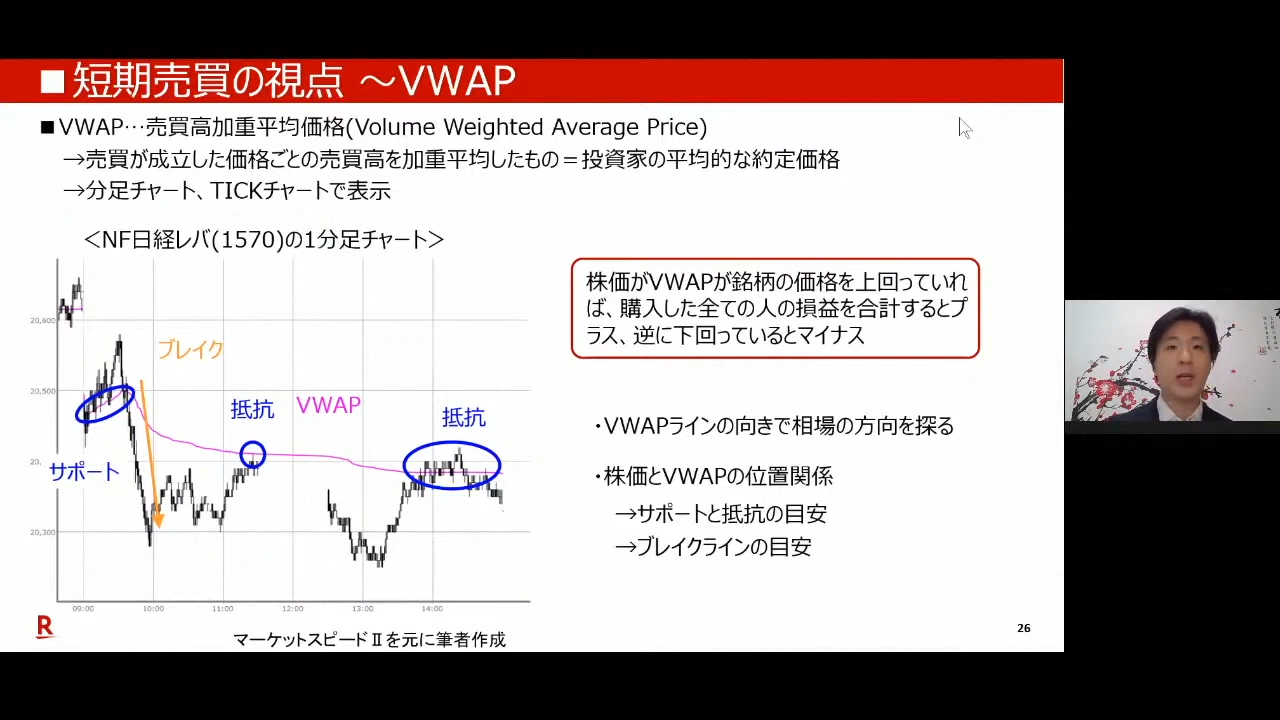 ■短期売買の視点 ～VWAP
■VWAP…売買高加重平均価格(Volume Weighted Average Price)
→売買が成立した価格ごとの売買高を加重平均したもの＝投資家の平均的な約定価格
→分足チャート、TICKチャートで表示
＜NF日経レバ(1570)の1分足チャート＞
20,600
20,500
20,
20,300
ブレイク
抵抗
VWAP
抵抗
サポート
09:00 10:00 11:00 12:00 13:00 14:00
株価がVWAPが銘柄の価格を上回っていれ
ば、購入した全ての人の損益を合計するとプ
ラス、逆に下回っているとマイナス
・VWAPラインの向きで相場の方向を探る
・株価とVWAPの位置関係
→サポートと抵抗の目安
→ブレイクラインの目安
R
マーケットスピードⅡを元に筆者作成
26